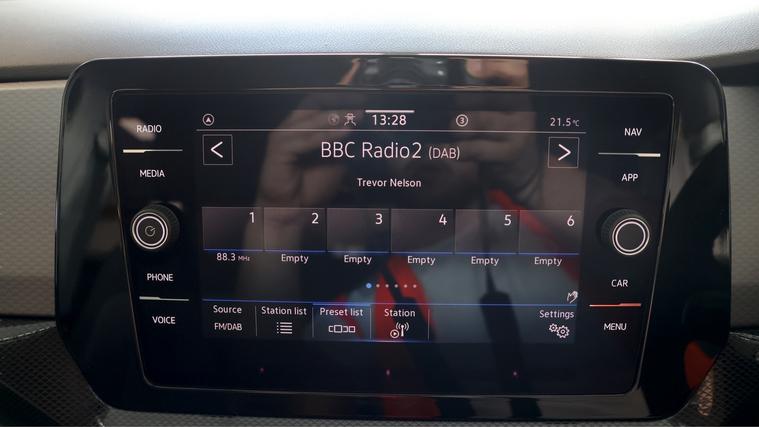 RADIO
MEDIA
PHONE
VOICE
13:28
3
21.5°C
BBC Radio2 (DAB)
Trevor Nelson
1 2 3 4 5 6
88.3 MHz Empty Empty Empty Empty Empty
Source Station list Preset list Station Settings
FM/DAB
NAV
APP
CAR
MENU